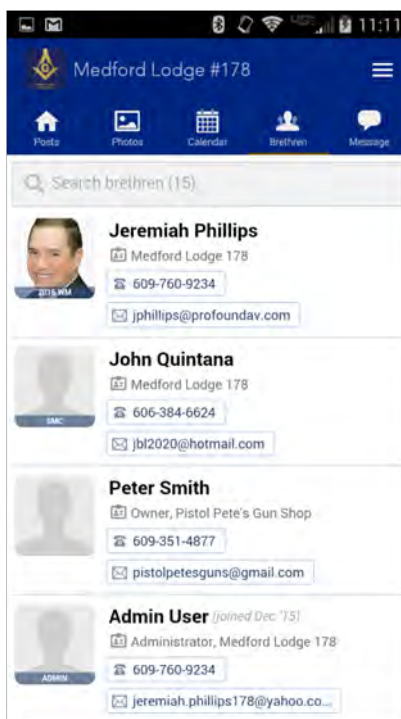 11:11
Medford Lodge #178
Posts
Photos
Calendar
Brethren
Message
Search brethren (15)
Jeremiah Phillips
Medford Lodge 178
609-760-9234
jphillips@profoundav.com
2016 WM
John Quintana
Medford Lodge 178
606-384-6624
jbl2020@hotmail.com
SMC
Peter Smith
Owner, Pistol Pete's Gun Shop
609-351-4877
pistolpetesguns@gmail.com
Admin User (joined Dec '15)
Administrator, Medford Lodge 178
609-760-9234
jeremiah.phillips178@yahoo.co...
ADMIN